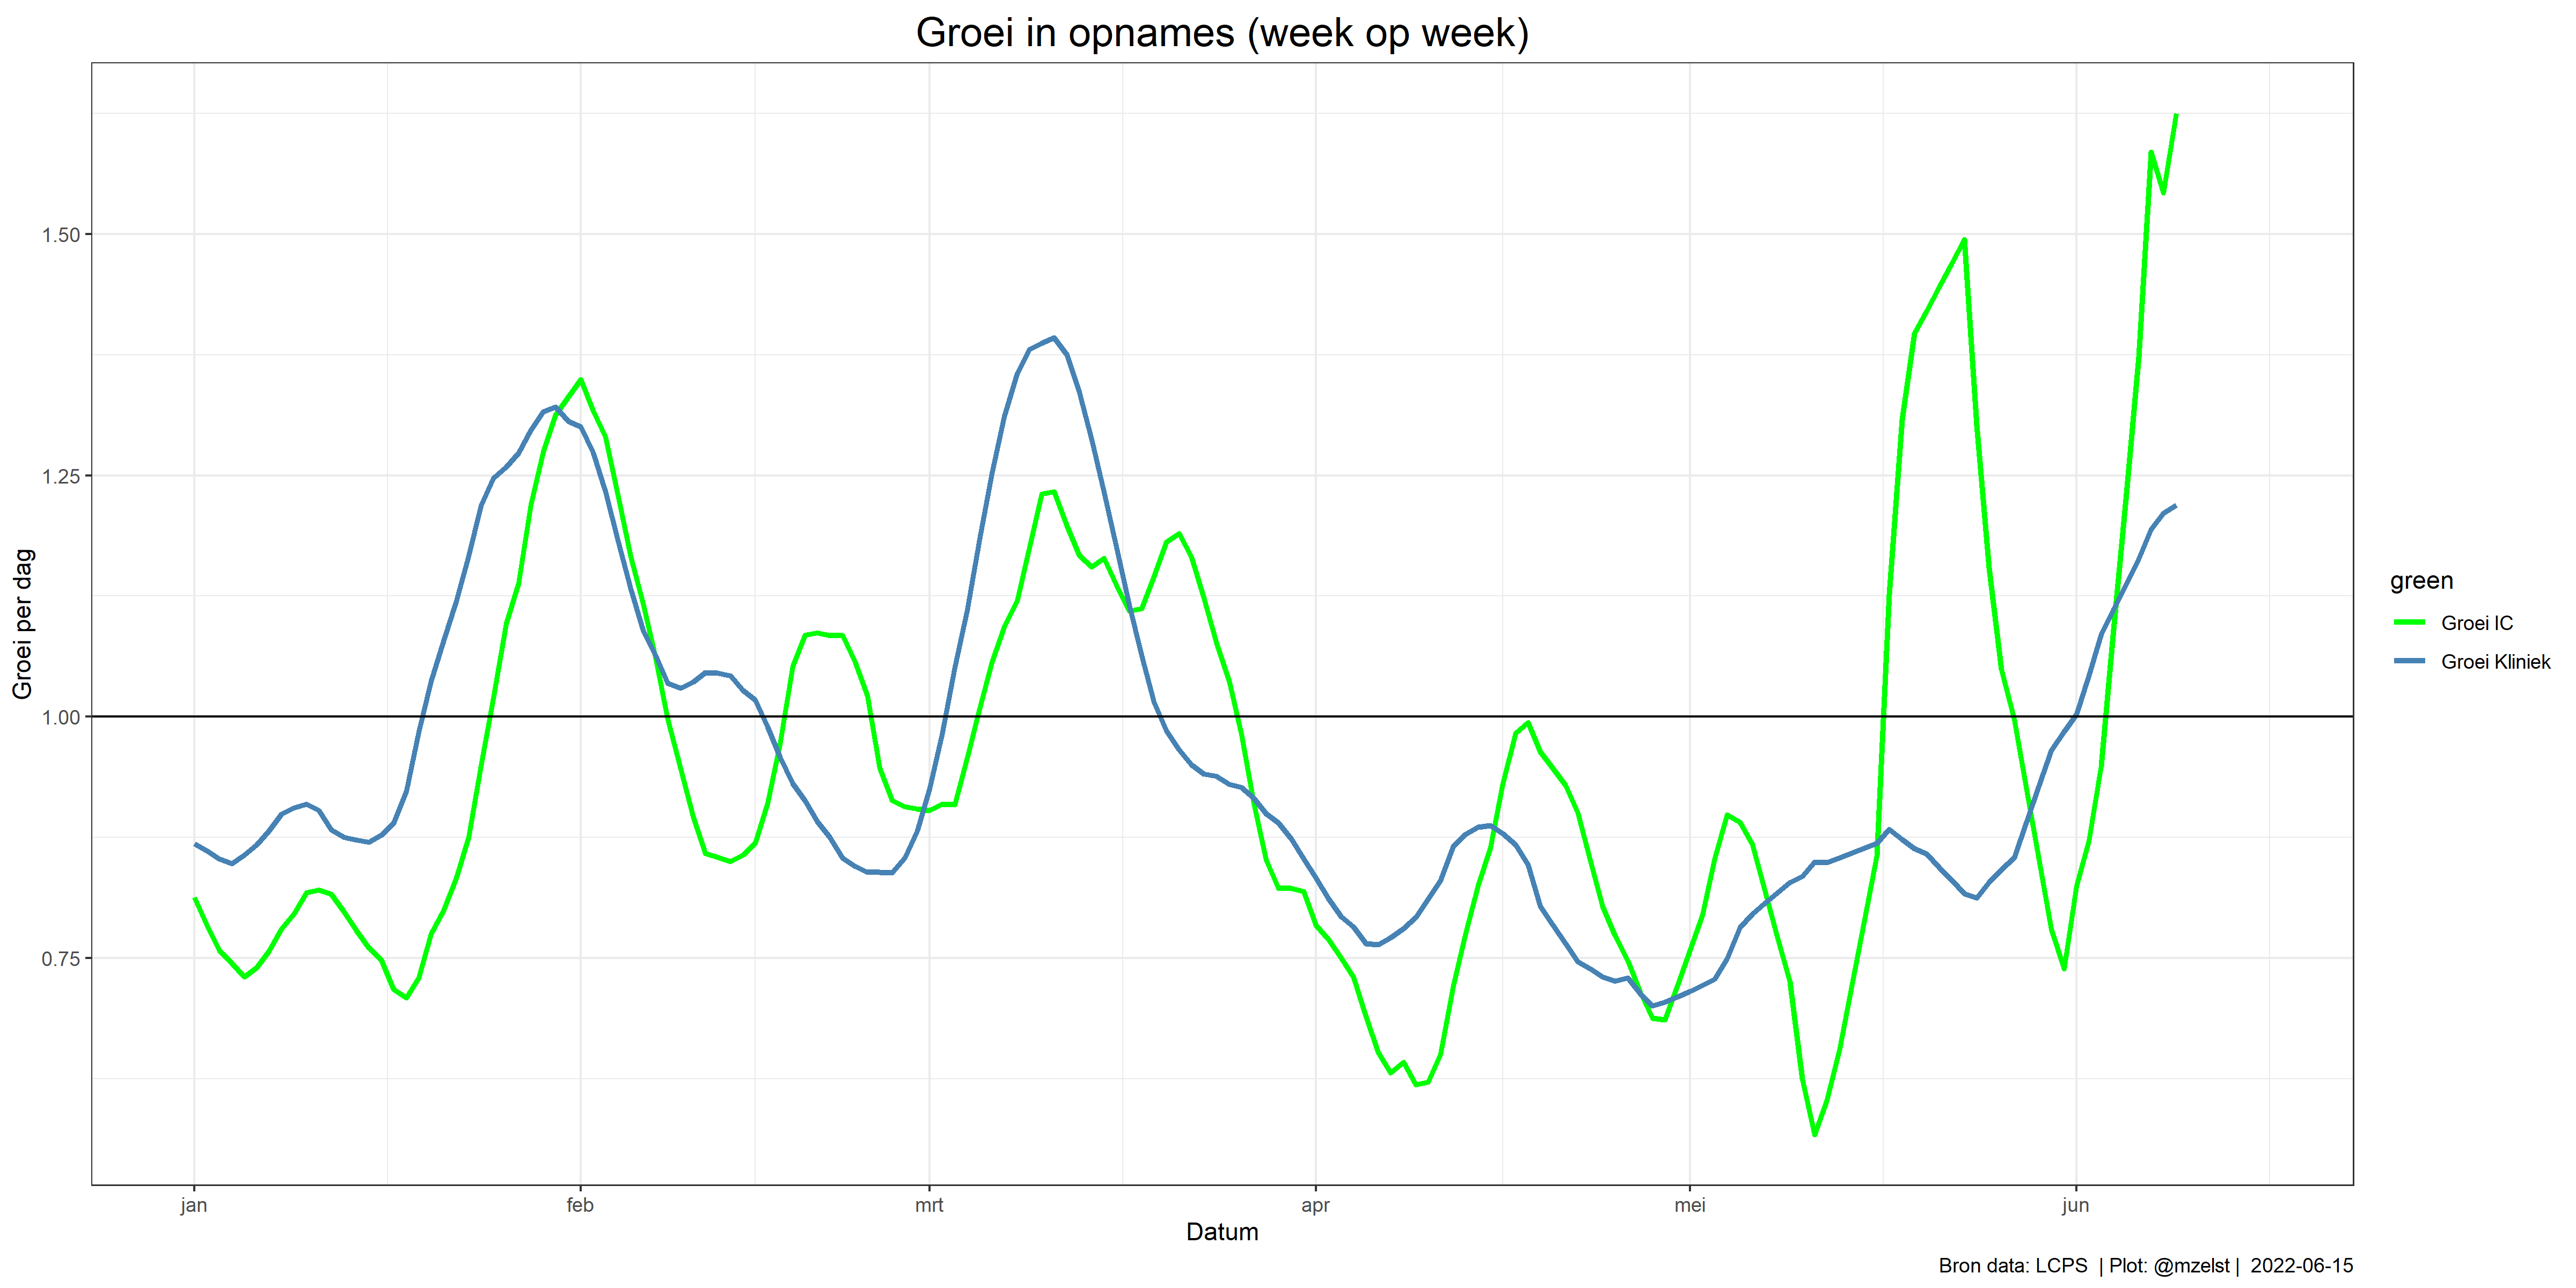 Groei in opnames (week op week)
Groei per dag
1.50
1.25
1.00
0.75
jan feb mrt apr mei jun
Datum
green
Groei IC
Groei Kliniek
Bron data: LCPS | Plot: @mzelst | 2022-06-15